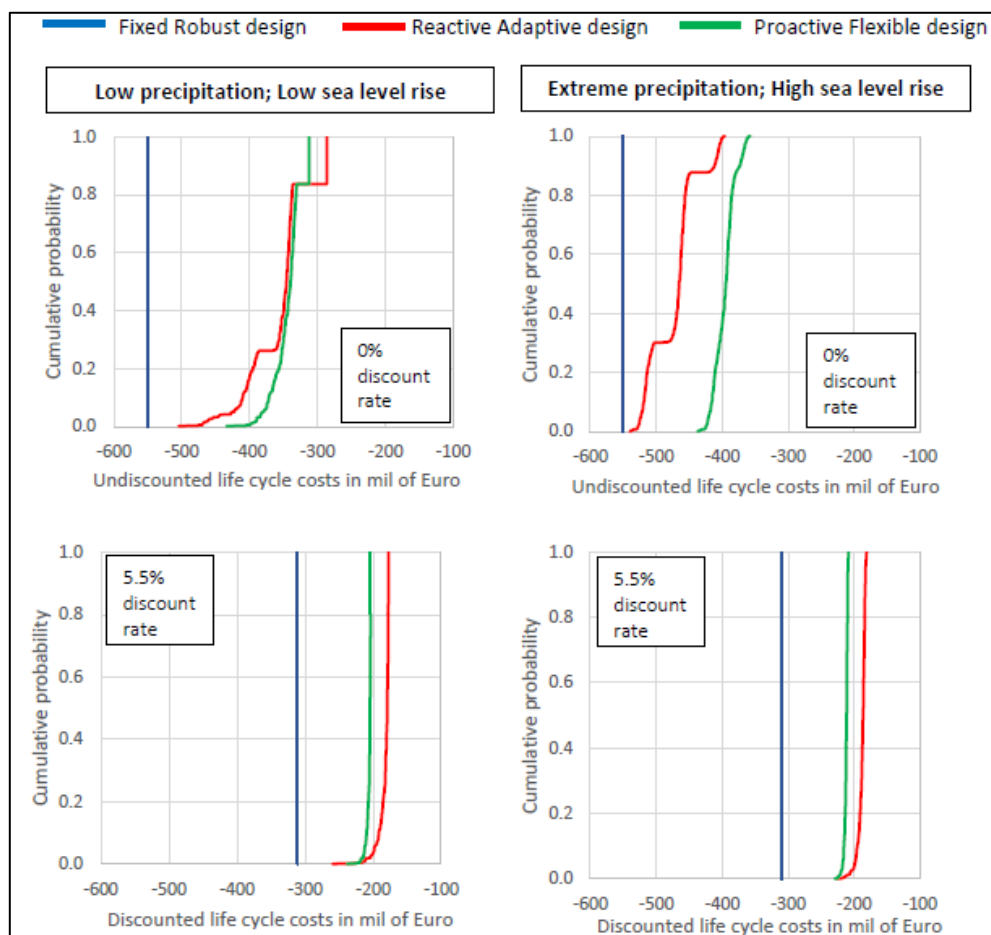 Fixed Robust design Reactive Adaptive design Proactive Flexible design
Low precipitation; Low sea level rise
Extreme precipitation; High sea level rise
Cumulative probability
1.0
0.8
0.6
0.4
0.2
0.0
0%
discount
rate
-600 -500 -400 -300 -200 -100
Undiscounted life cycle costs in mil of Euro
Cumulative probability
1.0
0.8
0.6
0.4
0.2
0.0
0%
discount
rate
-600 -500 -400 -300 -200 -100
Undiscounted life cycle costs in mil of Euro
Cumulative probability
1.0
0.8
0.6
0.4
0.2
0.0
5.5%
discount
rate
-600 -500 -400 -300 -200 -100
Discounted life cycle costs in mil of Euro
Cumulative probability
1.0
0.8
0.6
0.4
0.2
0.0
5.5%
discount
rate
-600 -500 -400 -300 -200 -100
Discounted life cycle costs in mil of Euro